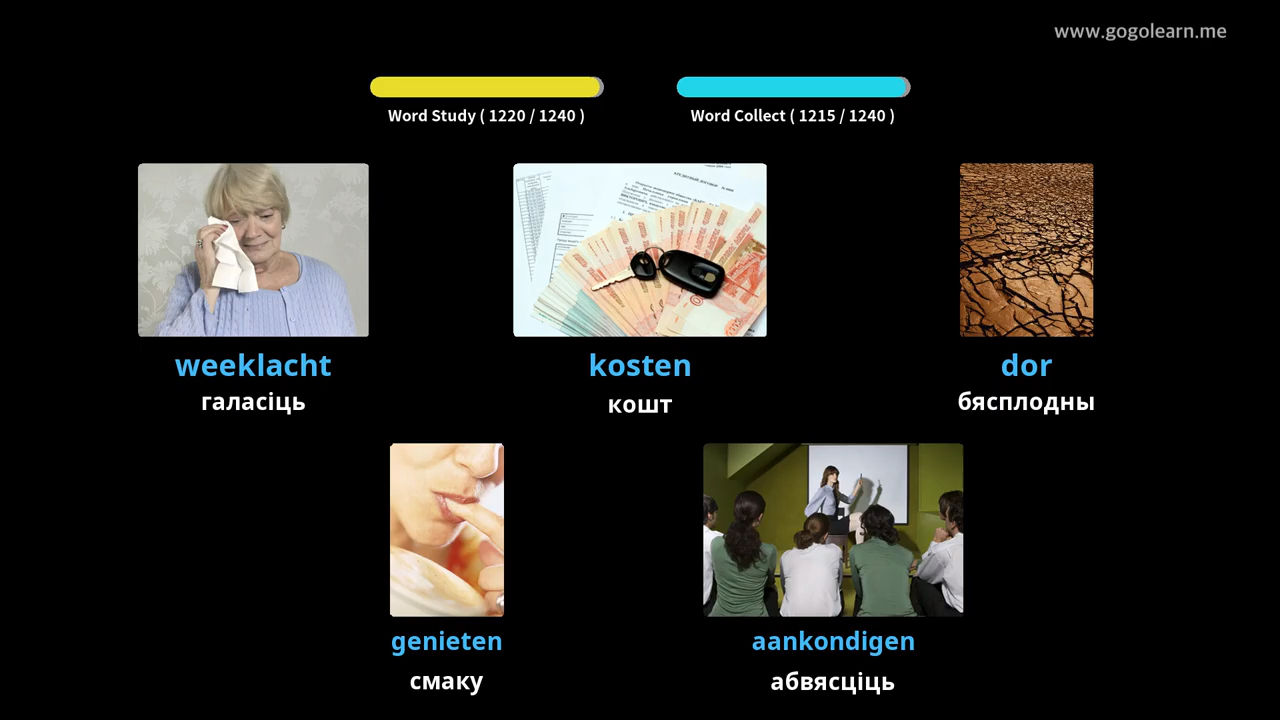 www.gogolearn.me
Word Study ( 1220 / 1240 )
Word Collect ( 1215 / 1240 )
weeklacht
галасіць
kosten
кошт
dor
бясплодны
genieten
смаку
aankondigen
абвясціць